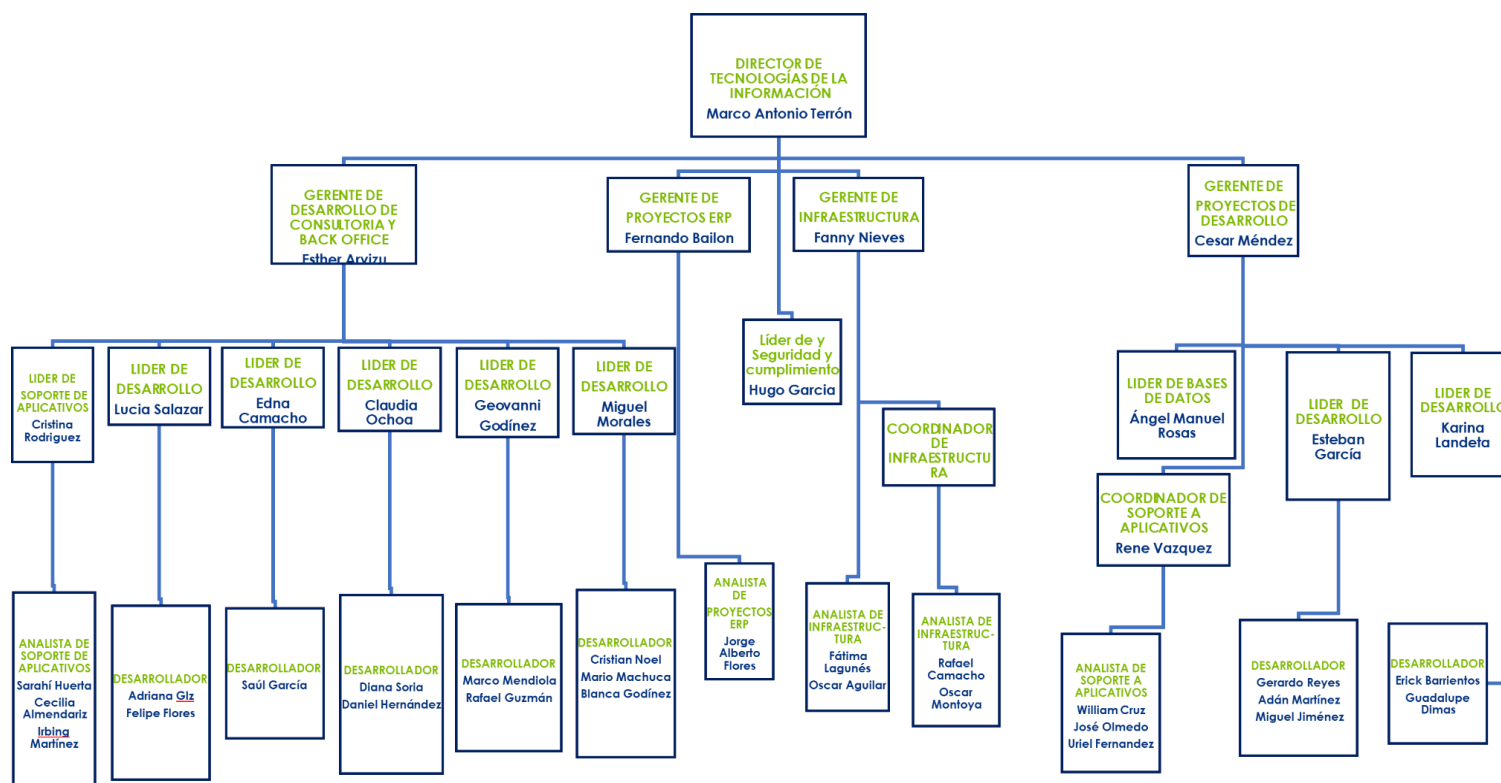 DIRECTOR DE
TECNOLOGÍAS DE LA
INFORMACIÓN
Marco Antonio Terrón
GERENTE DE
DESARROLLO DE
CONSULTORIA Y
BACK OFFICE
Esther Arvizu
GERENTE DE
PROYECTOS ERP
Fernando Bailon
GERENTE DE
INFRAESTRUCTURA
Fanny Nieves
GERENTE DE
PROYECTOS DE
DESARROLLO
Cesar Méndez
LIDER DE
SOPORTE DE
APLICATIVOS
Cristina
Rodriguez
LIDER DE
DESARROLLO
Lucia Salazar
LIDER DE
DESARROLLO
Edna
Camacho
LIDER DE
DESARROLLO
Claudia
Ochoa
LIDER DE
DESARROLLO
Geovanni
Godínez
LIDER DE
DESARROLLO
Miguel
Morales
Líder de y
Seguridad y
cumplimiento
Hugo Garcia
COORDINADOR
DE
INFRAESTRUCTU
RA
LIDER DE BASES
DE DATOS
Ángel Manuel
Rosas
LIDER DE
DESARROLLO
Esteban
García
LIDER DE
DESARROLLO
Karina
Landeta
COORDINADOR DE
SOPORTE A
APLICATIVOS
Rene Vazquez
ANALISTA DE
SOPORTE DE
APLICATIVOS
Sarahí Huerta
Cecilia
Almendariz
Irbing
Martínez
DESARROLLADOR
Adriana Glz
Felipe Flores
DESARROLLADOR
Saúl García
DESARROLLADOR
Diana Soria
Daniel Hernández
DESARROLLADOR
Marco Mendiola
Rafael Guzmán
DESARROLLADOR
Cristian Noel
Mario Machuca
Blanca Godínez
ANALISTA
DE
PROYECTOS
ERP
Jorge
Alberto
Flores
ANALISTA DE
INFRAESTRUC-
TURA
Fátima
Lagunés
Oscar Aguilar
ANALISTA DE
INFRAESTRUC-
TURA
Rafael
Camacho
Oscar
Montoya
ANALISTA DE
SOPORTE A
APLICATIVOS
William Cruz
José Olmedo
Uriel Fernandez
DESARROLLADOR
Gerardo Reyes
Adán Martínez
Miguel Jiménez
DESARROLLADOR
Erick Barrientos
Guadalupe
Dimas